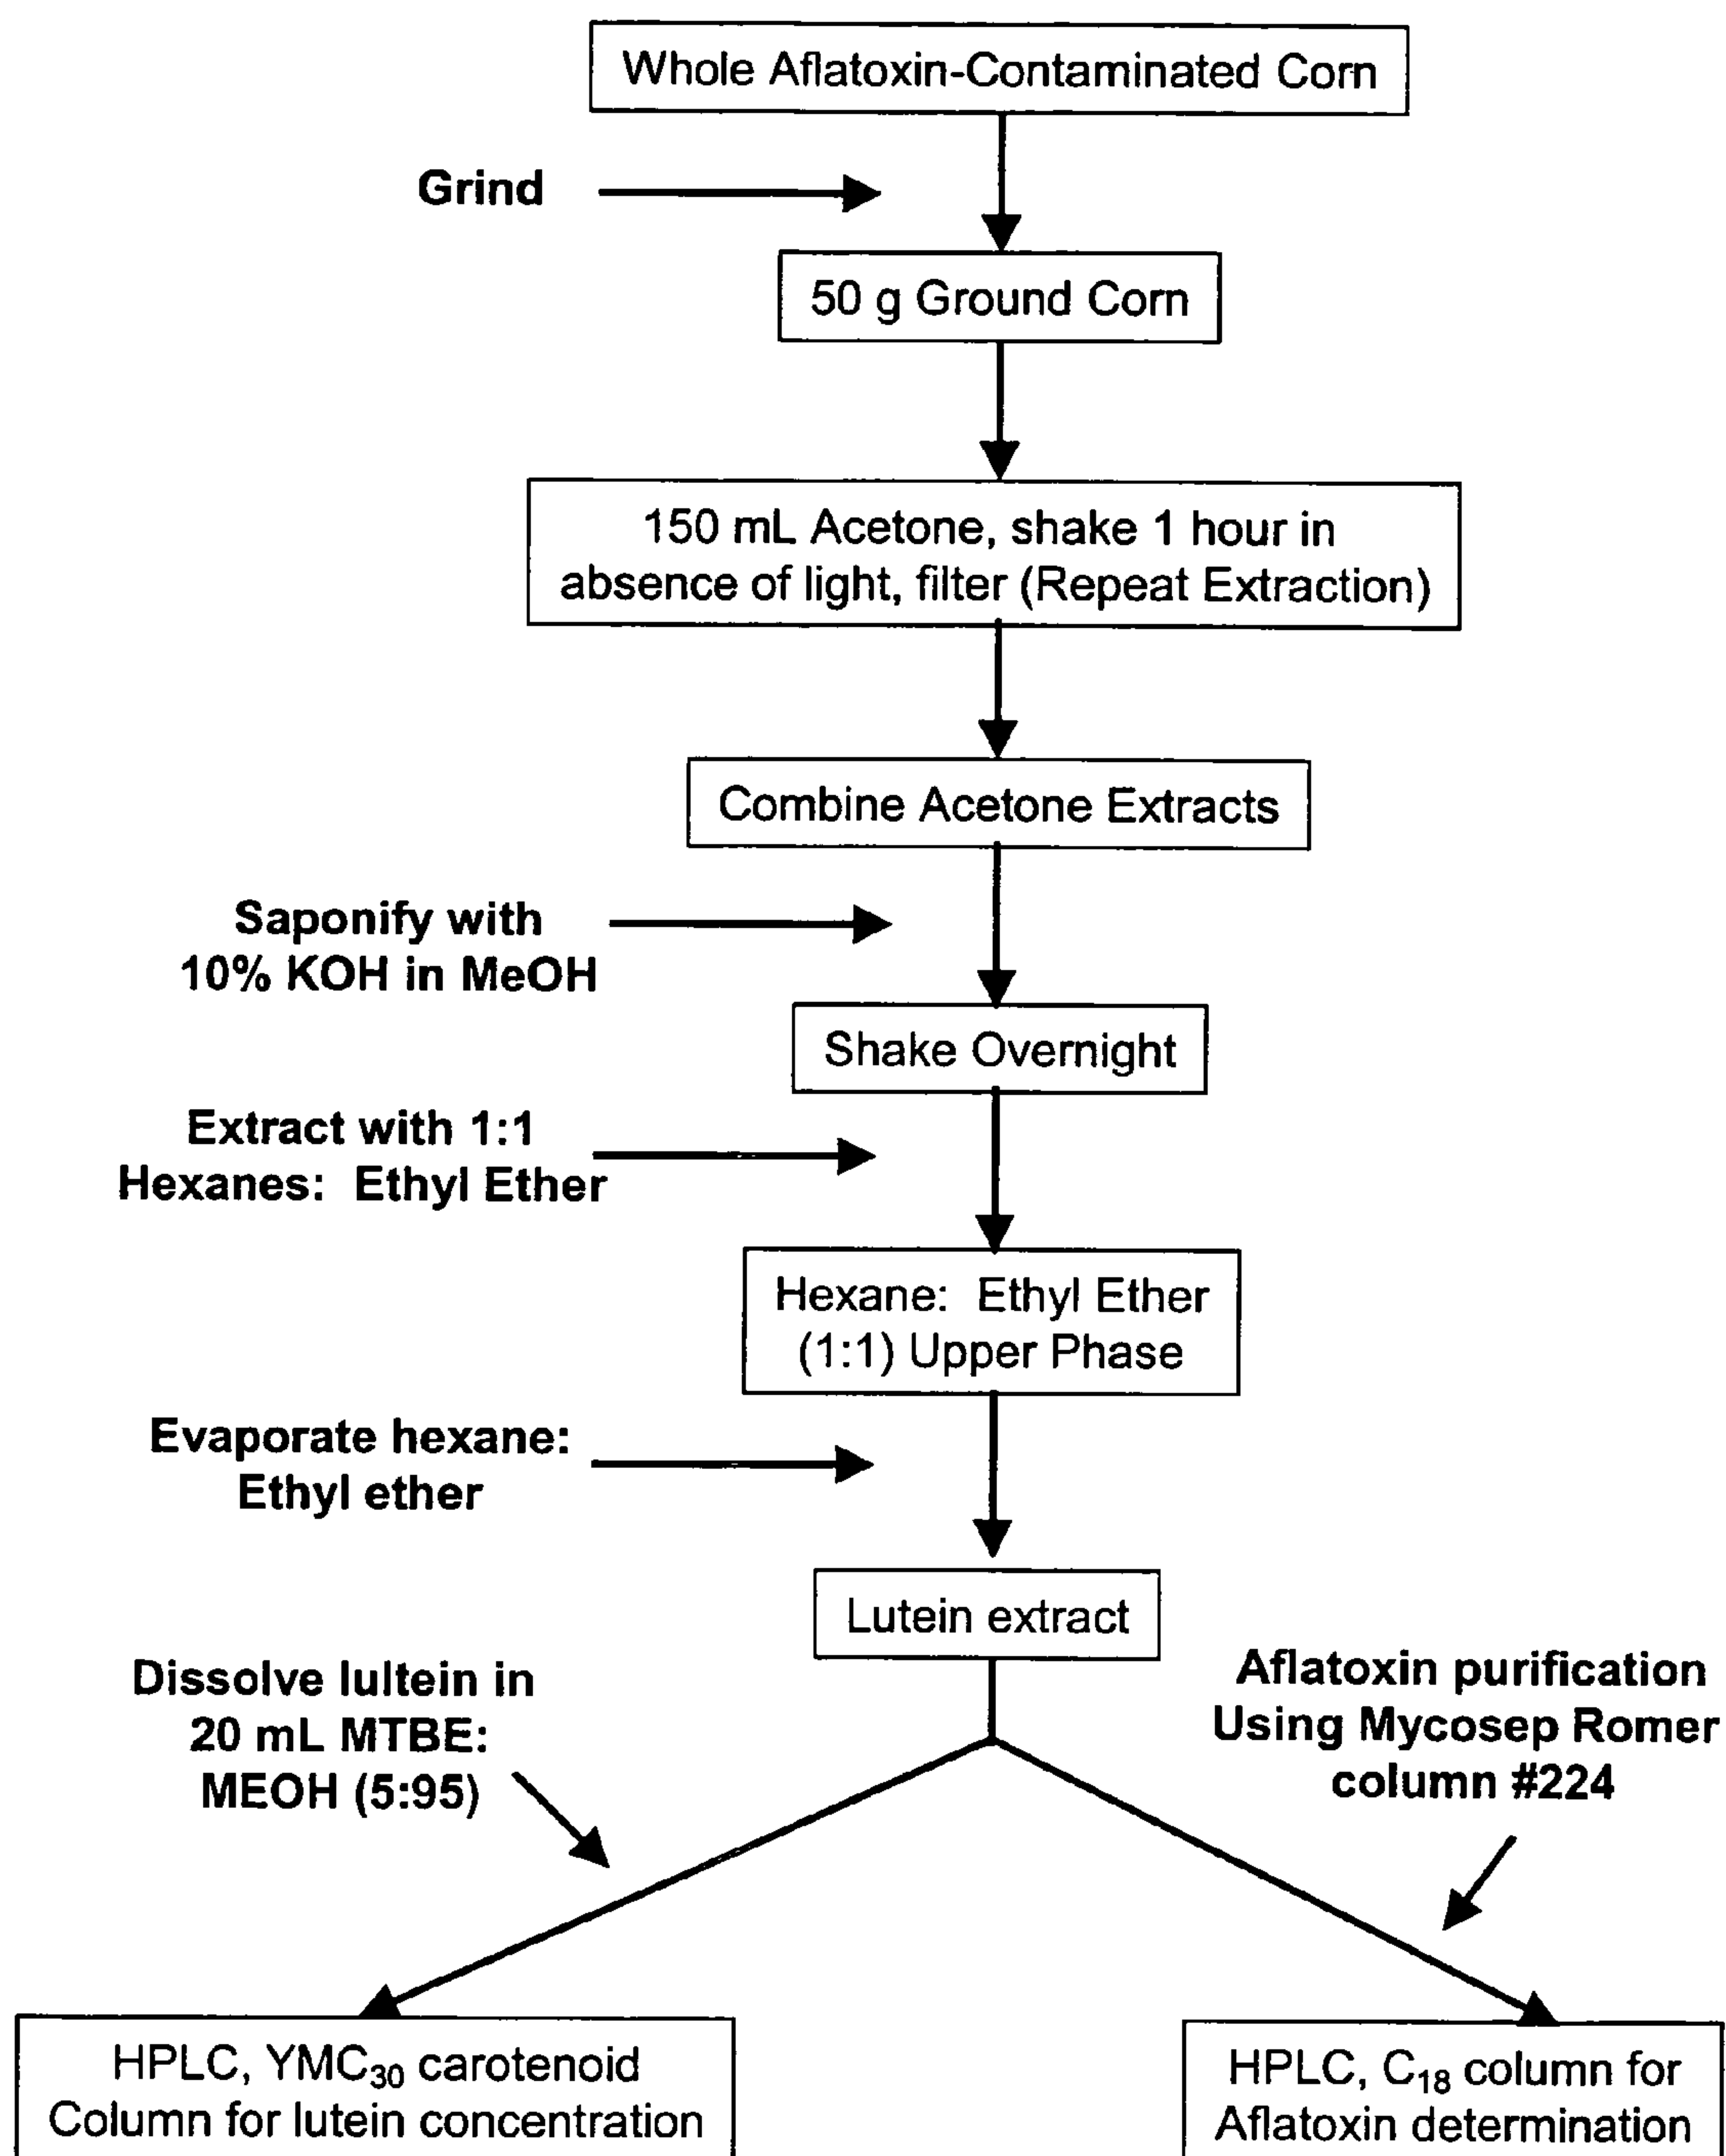 Whole Aflatoxin-Contaminated Corn
Grind
50 g Ground Corn
150 mL Acetone, shake 1 hour in
absence of light, filter (Repeat Extraction)
Combine Acetone Extracts
Saponify with
10% KOH in MeOH
Shake Overnight
Extract with 1:1
Hexanes: Ethyl Ether
Hexane: Ethyl Ether
(1:1) Upper Phase
Evaporate hexane:
Ethyl ether
Lutein extract
Dissolve lultein in
20 mL MTBE:
MEOH (5:95)
Aflatoxin purification
Using Mycosep Romer
column #224
HPLC, YMC₃₀ carotenoid
Column for lutein concentration
HPLC, C₁₈ column for
Aflatoxin determination